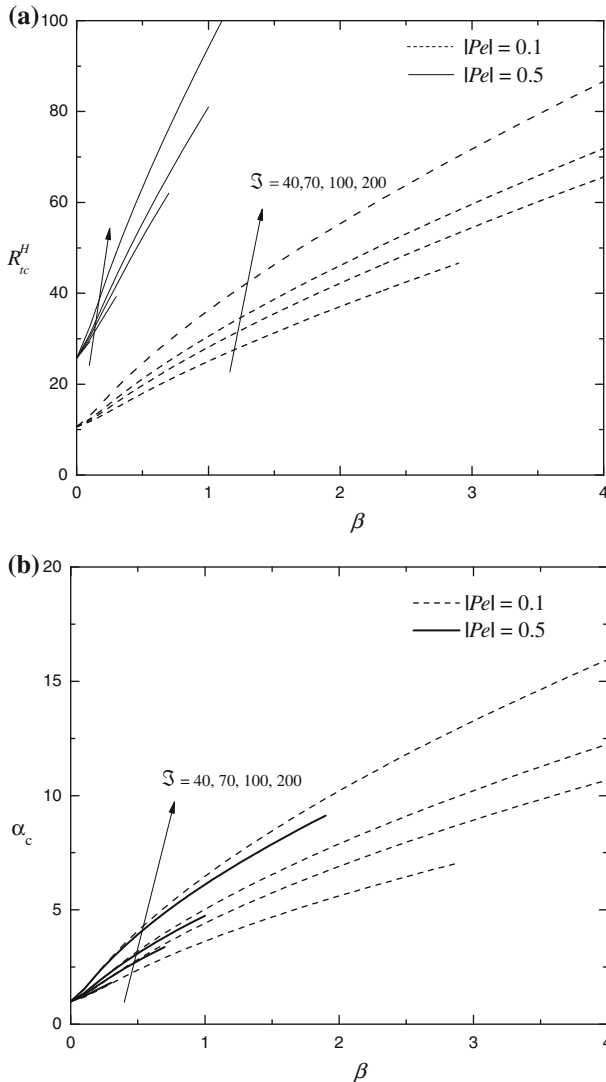 (a)
100
80
60
40
20
0
R_{tc}^{H}
|Pe| = 0.1
|Pe| = 0.5
ℑ = 40,70, 100, 200
0 1 2 3 4
β
(b)
20
15
10
5
0
α_c
|Pe| = 0.1
|Pe| = 0.5
ℑ = 40, 70, 100, 200
0 1 2 3 4
β